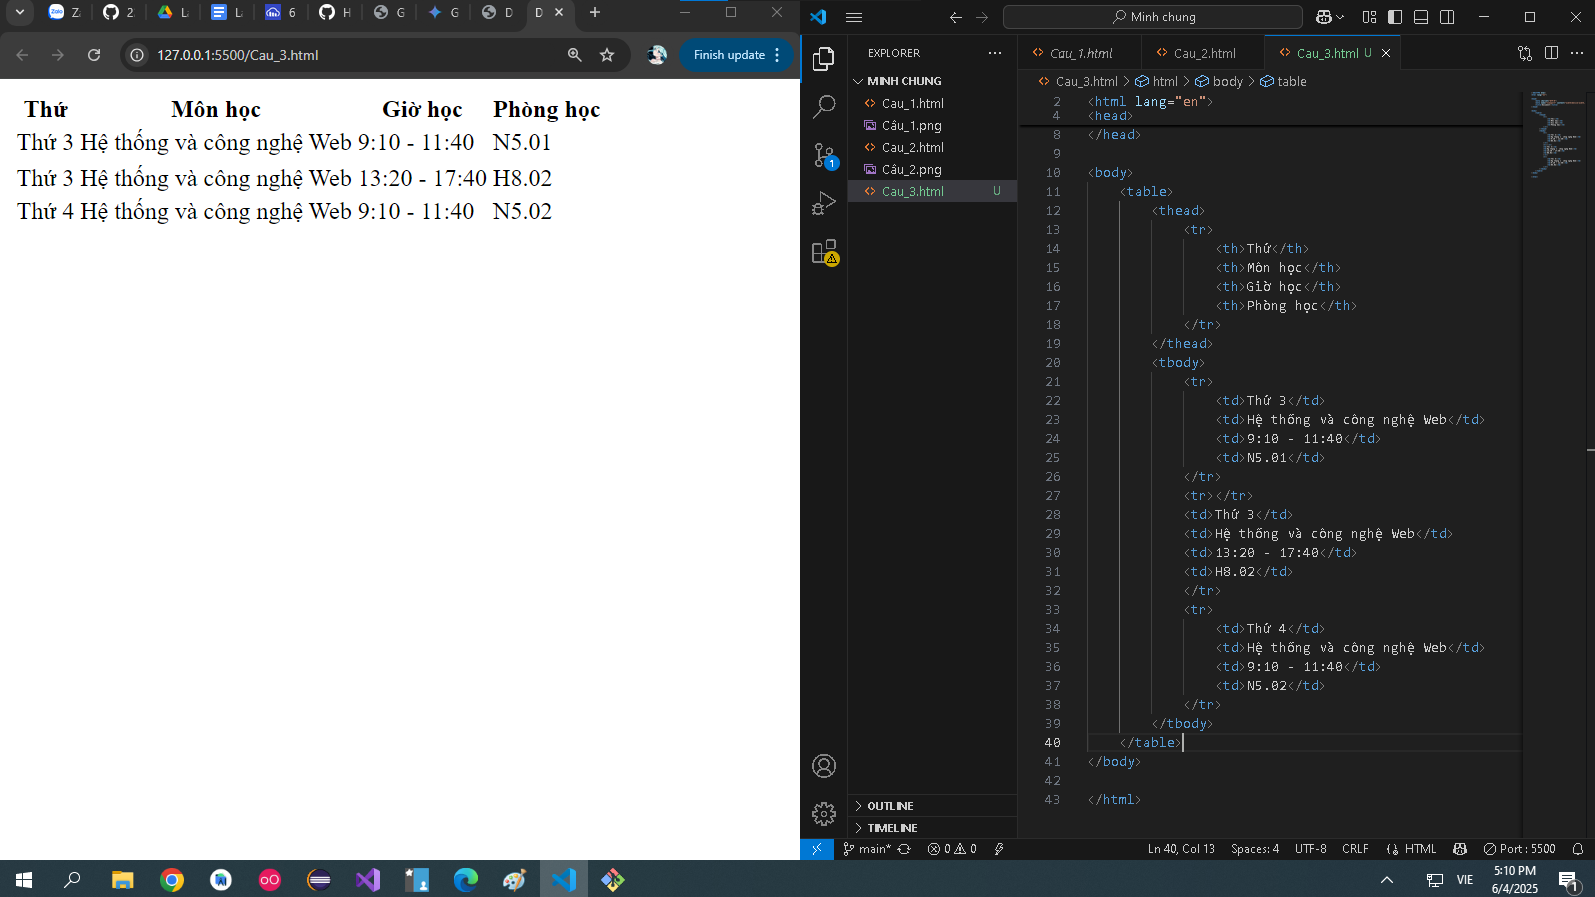 Zalo
Z
2
L
L
6
H
G
G
D
D
127.0.0.1:5500/Cau_3.html
Finish update
Thứ Môn học Giờ học Phòng học
Thứ 3 Hệ thống và công nghệ Web 9:10 - 11:40 N5.01
Thứ 3 Hệ thống và công nghệ Web 13:20 - 17:40 H8.02
Thứ 4 Hệ thống và công nghệ Web 9:10 - 11:40 N5.02
Minh chung
EXPLORER
MINH CHUNG
Cau_1.html
Câu_1.png
Cau_2.html
Câu_2.png
Cau_3.html U
1
OUTLINE
TIMELINE
Cau_1.html Cau_2.html Cau_3.html U
Cau_3.html > html > body > table
2 <html lang="en">
4 <head>
8 </head>
9
10 <body>
11 <table>
12 <thead>
13 <tr>
14 <th>Thứ</th>
15 <th>Môn học</th>
16 <th>Giờ học</th>
17 <th>Phòng học</th>
18 </tr>
19 </thead>
20 <tbody>
21 <tr>
22 <td>Thứ 3</td>
23 <td>Hệ thống và công nghệ Web</td>
24 <td>9:10 - 11:40</td>
25 <td>N5.01</td>
26 </tr>
27 <tr></tr>
28 <td>Thứ 3</td>
29 <td>Hệ thống và công nghệ Web</td>
30 <td>13:20 - 17:40</td>
31 <td>H8.02</td>
32 </tr>
33 <tr>
34 <td>Thứ 4</td>
35 <td>Hệ thống và công nghệ Web</td>
36 <td>9:10 - 11:40</td>
37 <td>N5.02</td>
38 </tr>
39 </tbody>
40 </table>
41 </body>
42
43 </html>
main* 0 0 Ln 40, Col 13 Spaces: 4 UTF-8 CRLF HTML Port : 5500
VIE
5:10 PM
6/4/2025
1